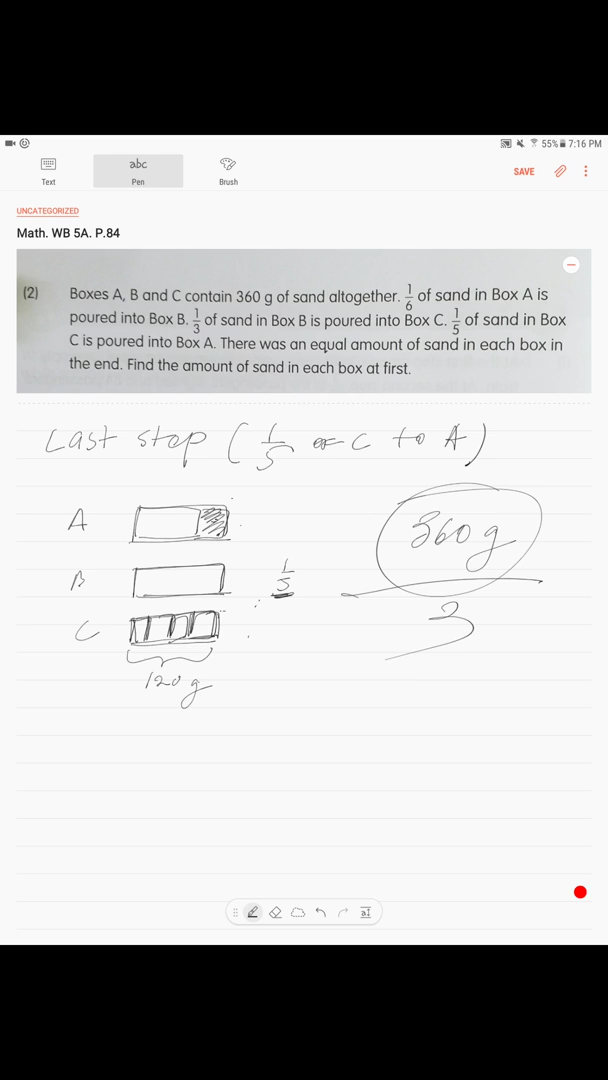 55% 7:16 PM
Text
abc
Pen
Brush
SAVE
UNCATEGORIZED
Math. WB 5A. P.84
(2) Boxes A, B and C contain 360 g of sand altogether. 1/6 of sand in Box A is
poured into Box B. 1/3 of sand in Box B is poured into Box C. 1/5 of sand in Box
C is poured into Box A. There was an equal amount of sand in each box in
the end. Find the amount of sand in each box at first.
Last step ( 1/5 of C to A )
A
360 g
B
1/5
3
C
120 g
aI